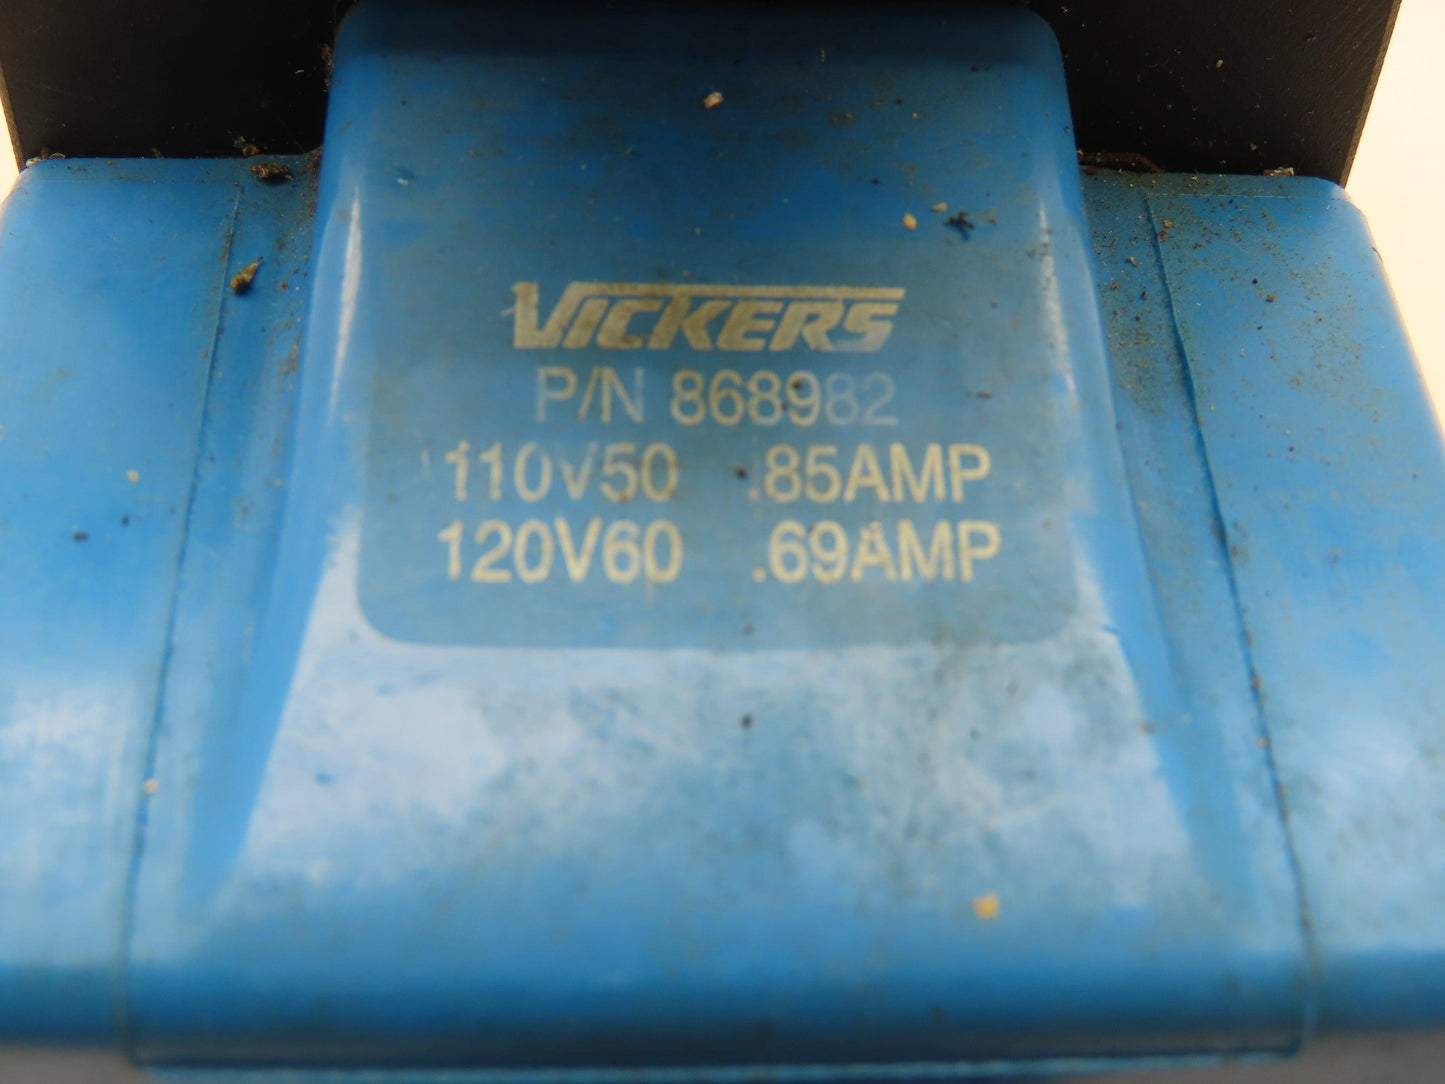 VICKERS
P/N 868982
110V50 .85AMP
120V60 .69AMP